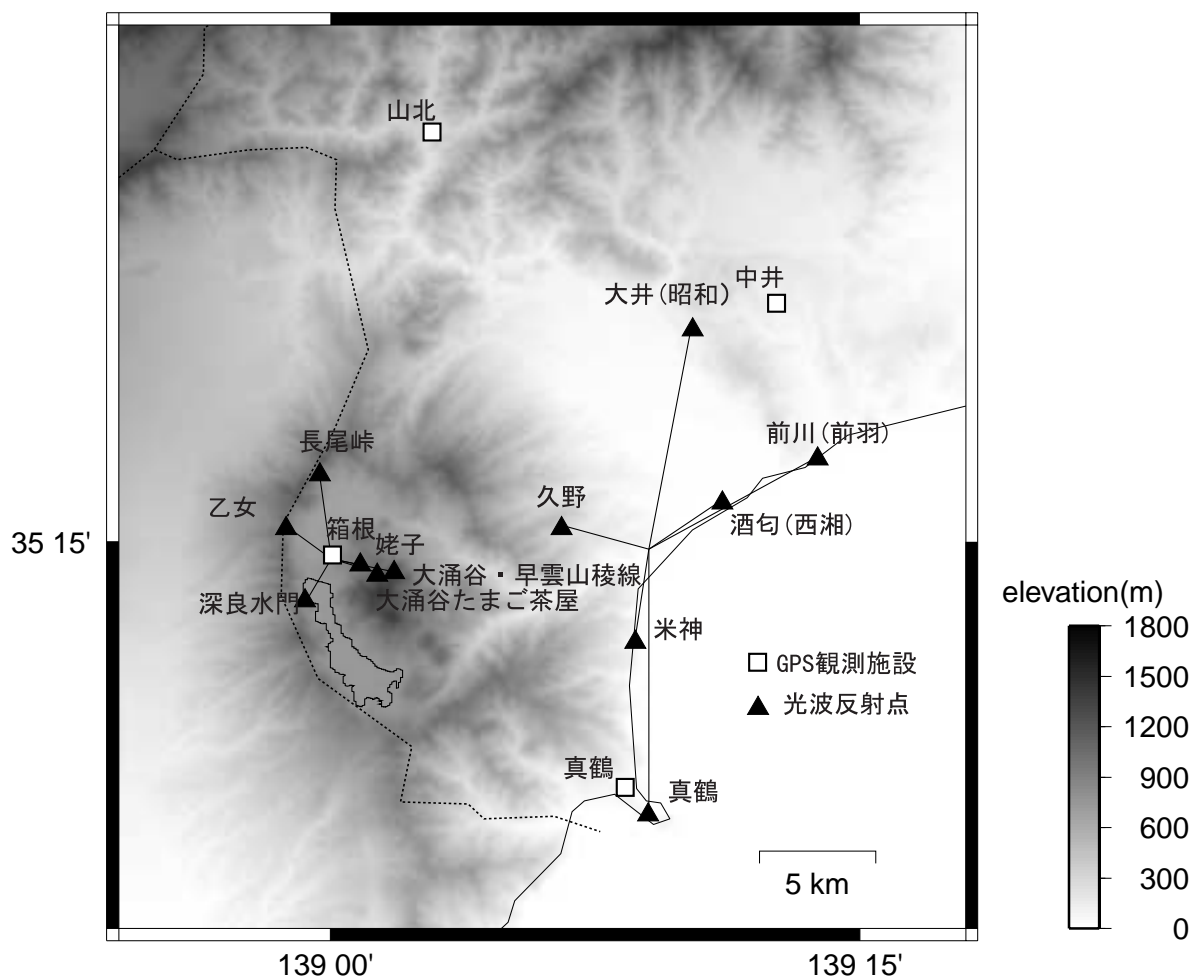 山北
中井
大井(昭和)
前川(前羽)
長尾峠
久野
乙女
酒匂(西湘)
箱根
姥子
35 15'
大涌谷・早雲山稜線
大涌谷たまご茶屋
深良水門
米神
GPS観測施設
光波反射点
真鶴
真鶴
5 km
139 00'
139 15'
elevation(m)
1800
1500
1200
900
600
300
0